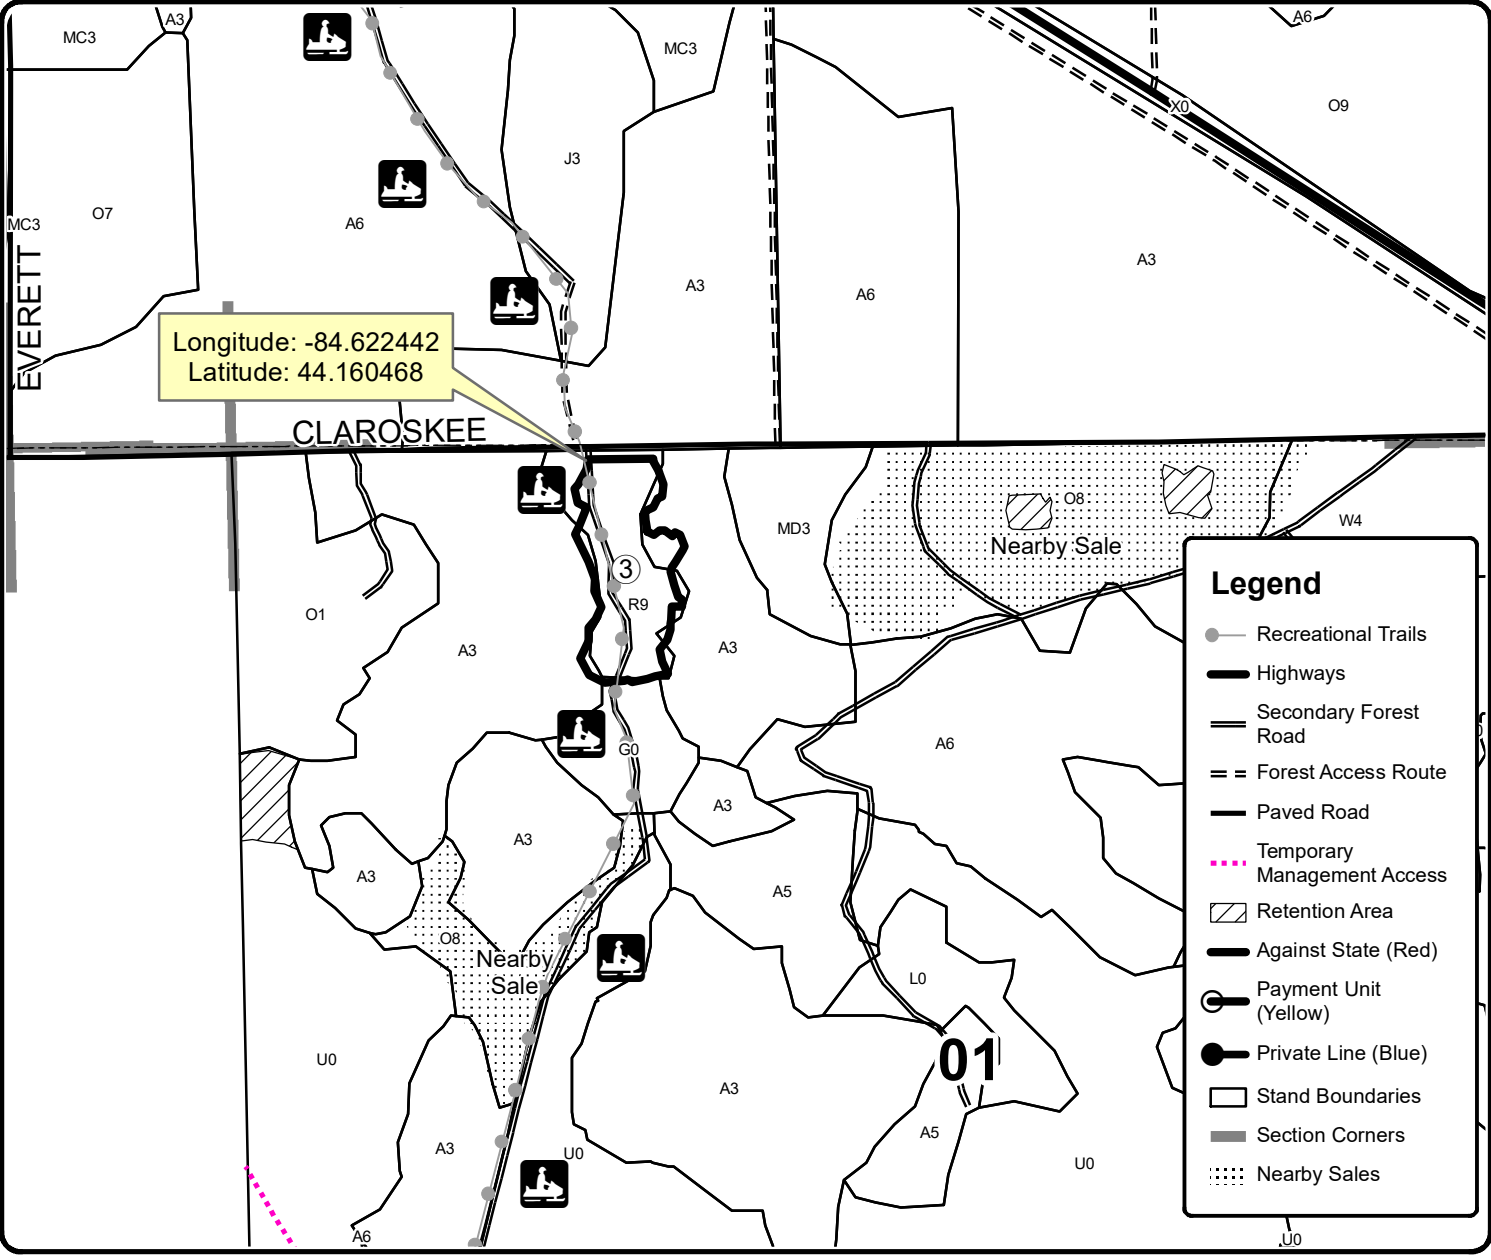 A3
A6
MC3
MC3
X0
O9
J3
O7
MC3
A6
A3
A3
A6
EVERETT
Longitude: -84.622442
Latitude: 44.160468
CLAROSKEE
O8
W4
MD3
Nearby Sale
3
R9
O1
A3
A3
G0
A6
A3
A3
A3
A5
O8
Nearby
Sale
L0
01
U0
A3
A3
A5
U0
U0
A6
U0
Legend
Recreational Trails
Highways
Secondary Forest
Road
Forest Access Route
Paved Road
Temporary
Management Access
Retention Area
Against State (Red)
Payment Unit
(Yellow)
Private Line (Blue)
Stand Boundaries
Section Corners
Nearby Sales